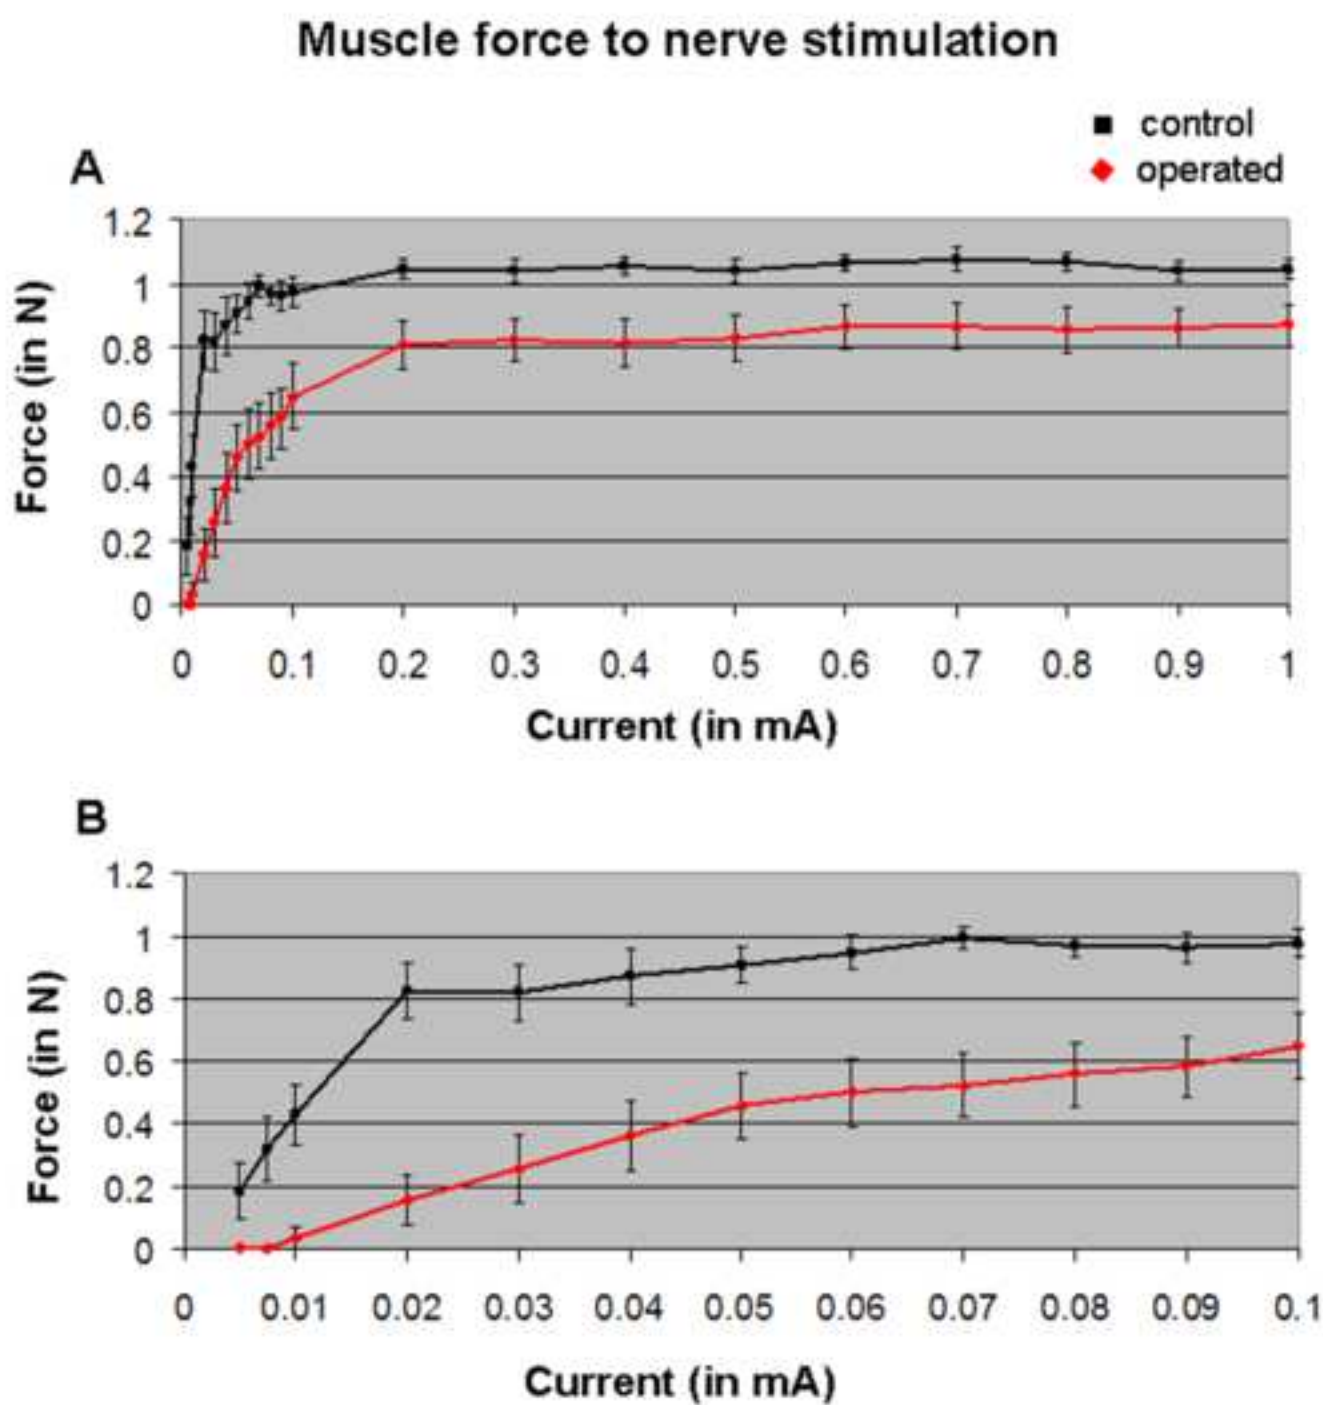 Muscle force to nerve stimulation
control
operated
A
1.2
1
0.8
0.6
0.4
0.2
0
Force (in N)
0 0.1 0.2 0.3 0.4 0.5 0.6 0.7 0.8 0.9 1
Current (in mA)
B
1.2
1
0.8
0.6
0.4
0.2
0
Force (in N)
0 0.01 0.02 0.03 0.04 0.05 0.06 0.07 0.08 0.09 0.1
Current (in mA)